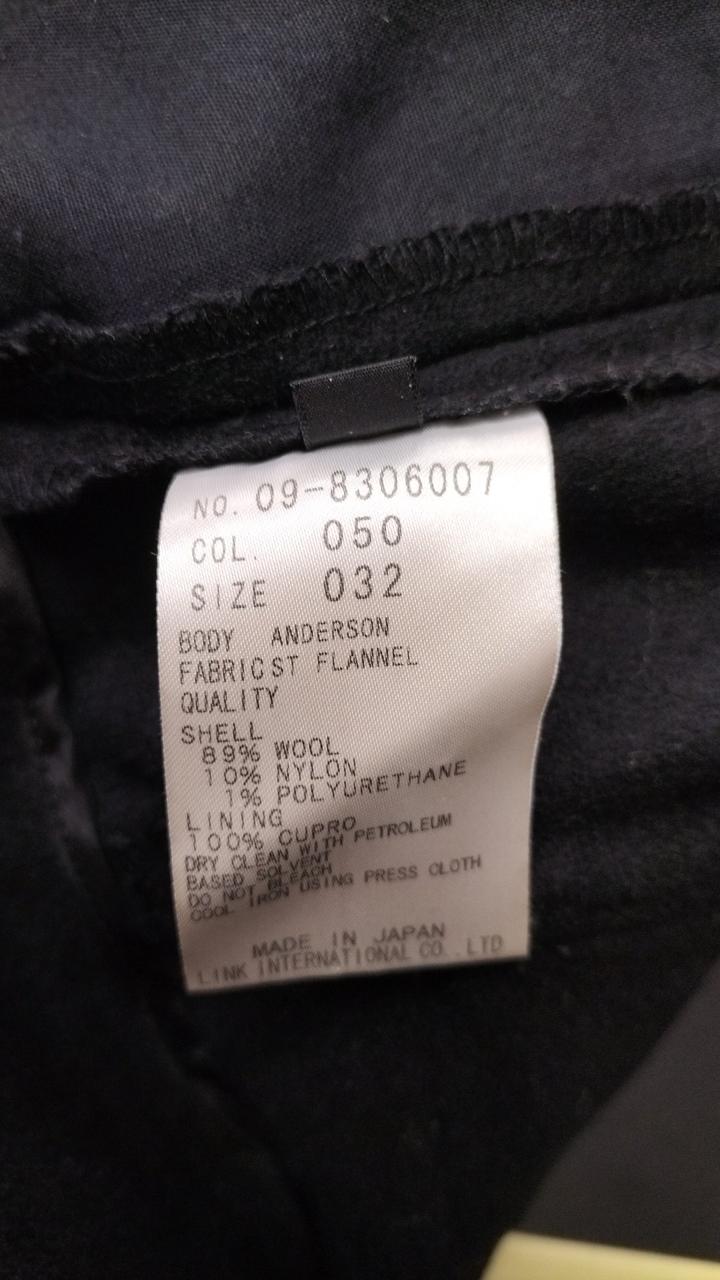 NO. 09-8306007
COL. 050
SIZE 032
BODY ANDERSON
FABRIC ST FLANNEL
QUALITY
SHELL
89% WOOL
10% NYLON
1% POLYURETHANE
LINING
100% CUPRO
DRY CLEAN WITH PETROLEUM
BASED SOLVENT
DO NOT BLEACH
COOL IRON USING PRESS CLOTH
MADE IN JAPAN
LINK INTERNATIONAL CO., LTD